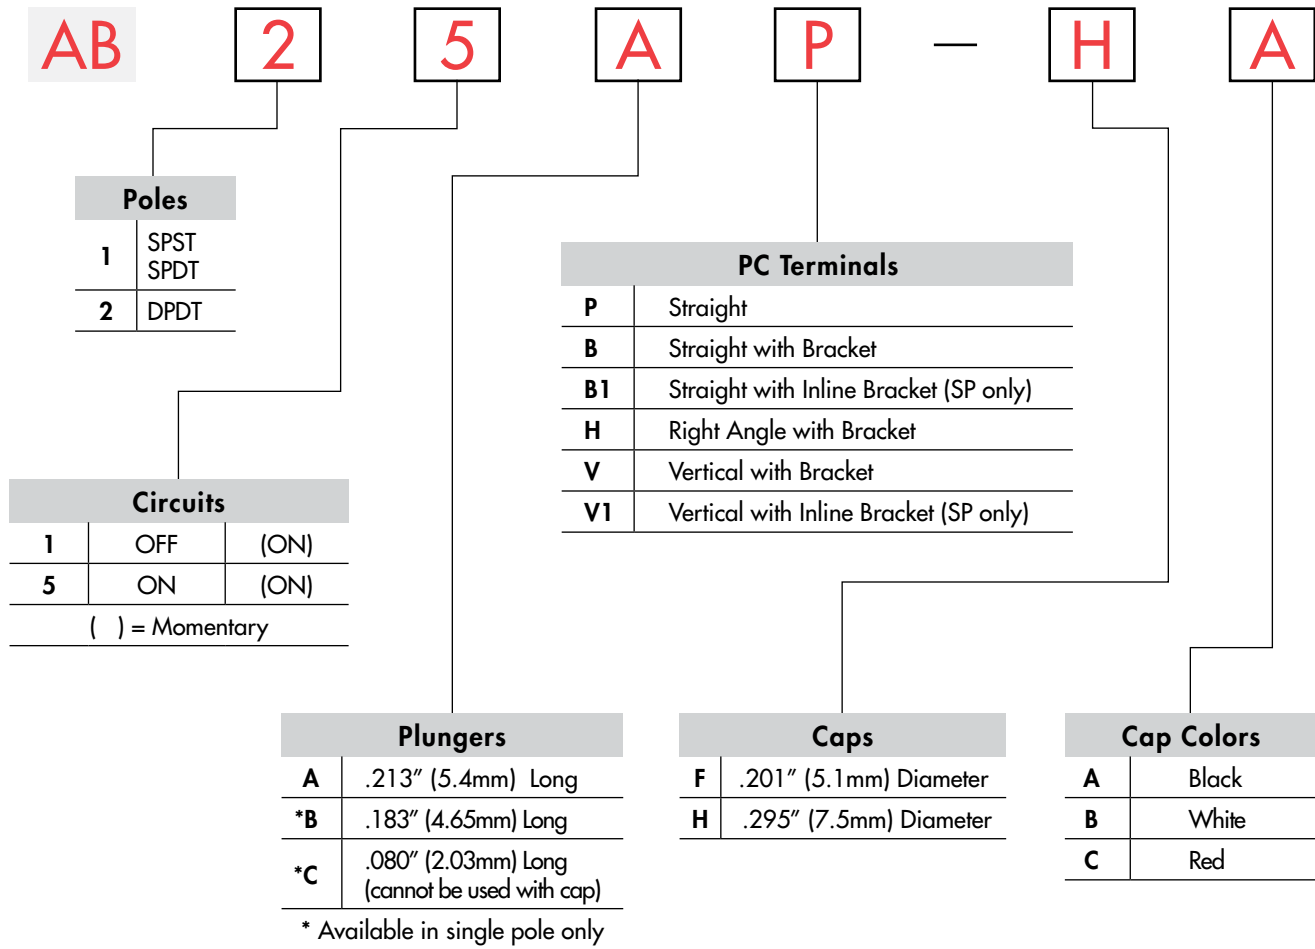 AB 2 5 A P — H A
Poles
1 SPST
SPDT
2 DPDT
PC Terminals
P Straight
B Straight with Bracket
B1 Straight with Inline Bracket (SP only)
H Right Angle with Bracket
V Vertical with Bracket
V1 Vertical with Inline Bracket (SP only)
Circuits
1 OFF (ON)
5 ON (ON)
( ) = Momentary
Plungers
A .213" (5.4mm) Long
*B .183" (4.65mm) Long
*C .080" (2.03mm) Long
(cannot be used with cap)
* Available in single pole only
Caps
F .201" (5.1mm) Diameter
H .295" (7.5mm) Diameter
Cap Colors
A Black
B White
C Red